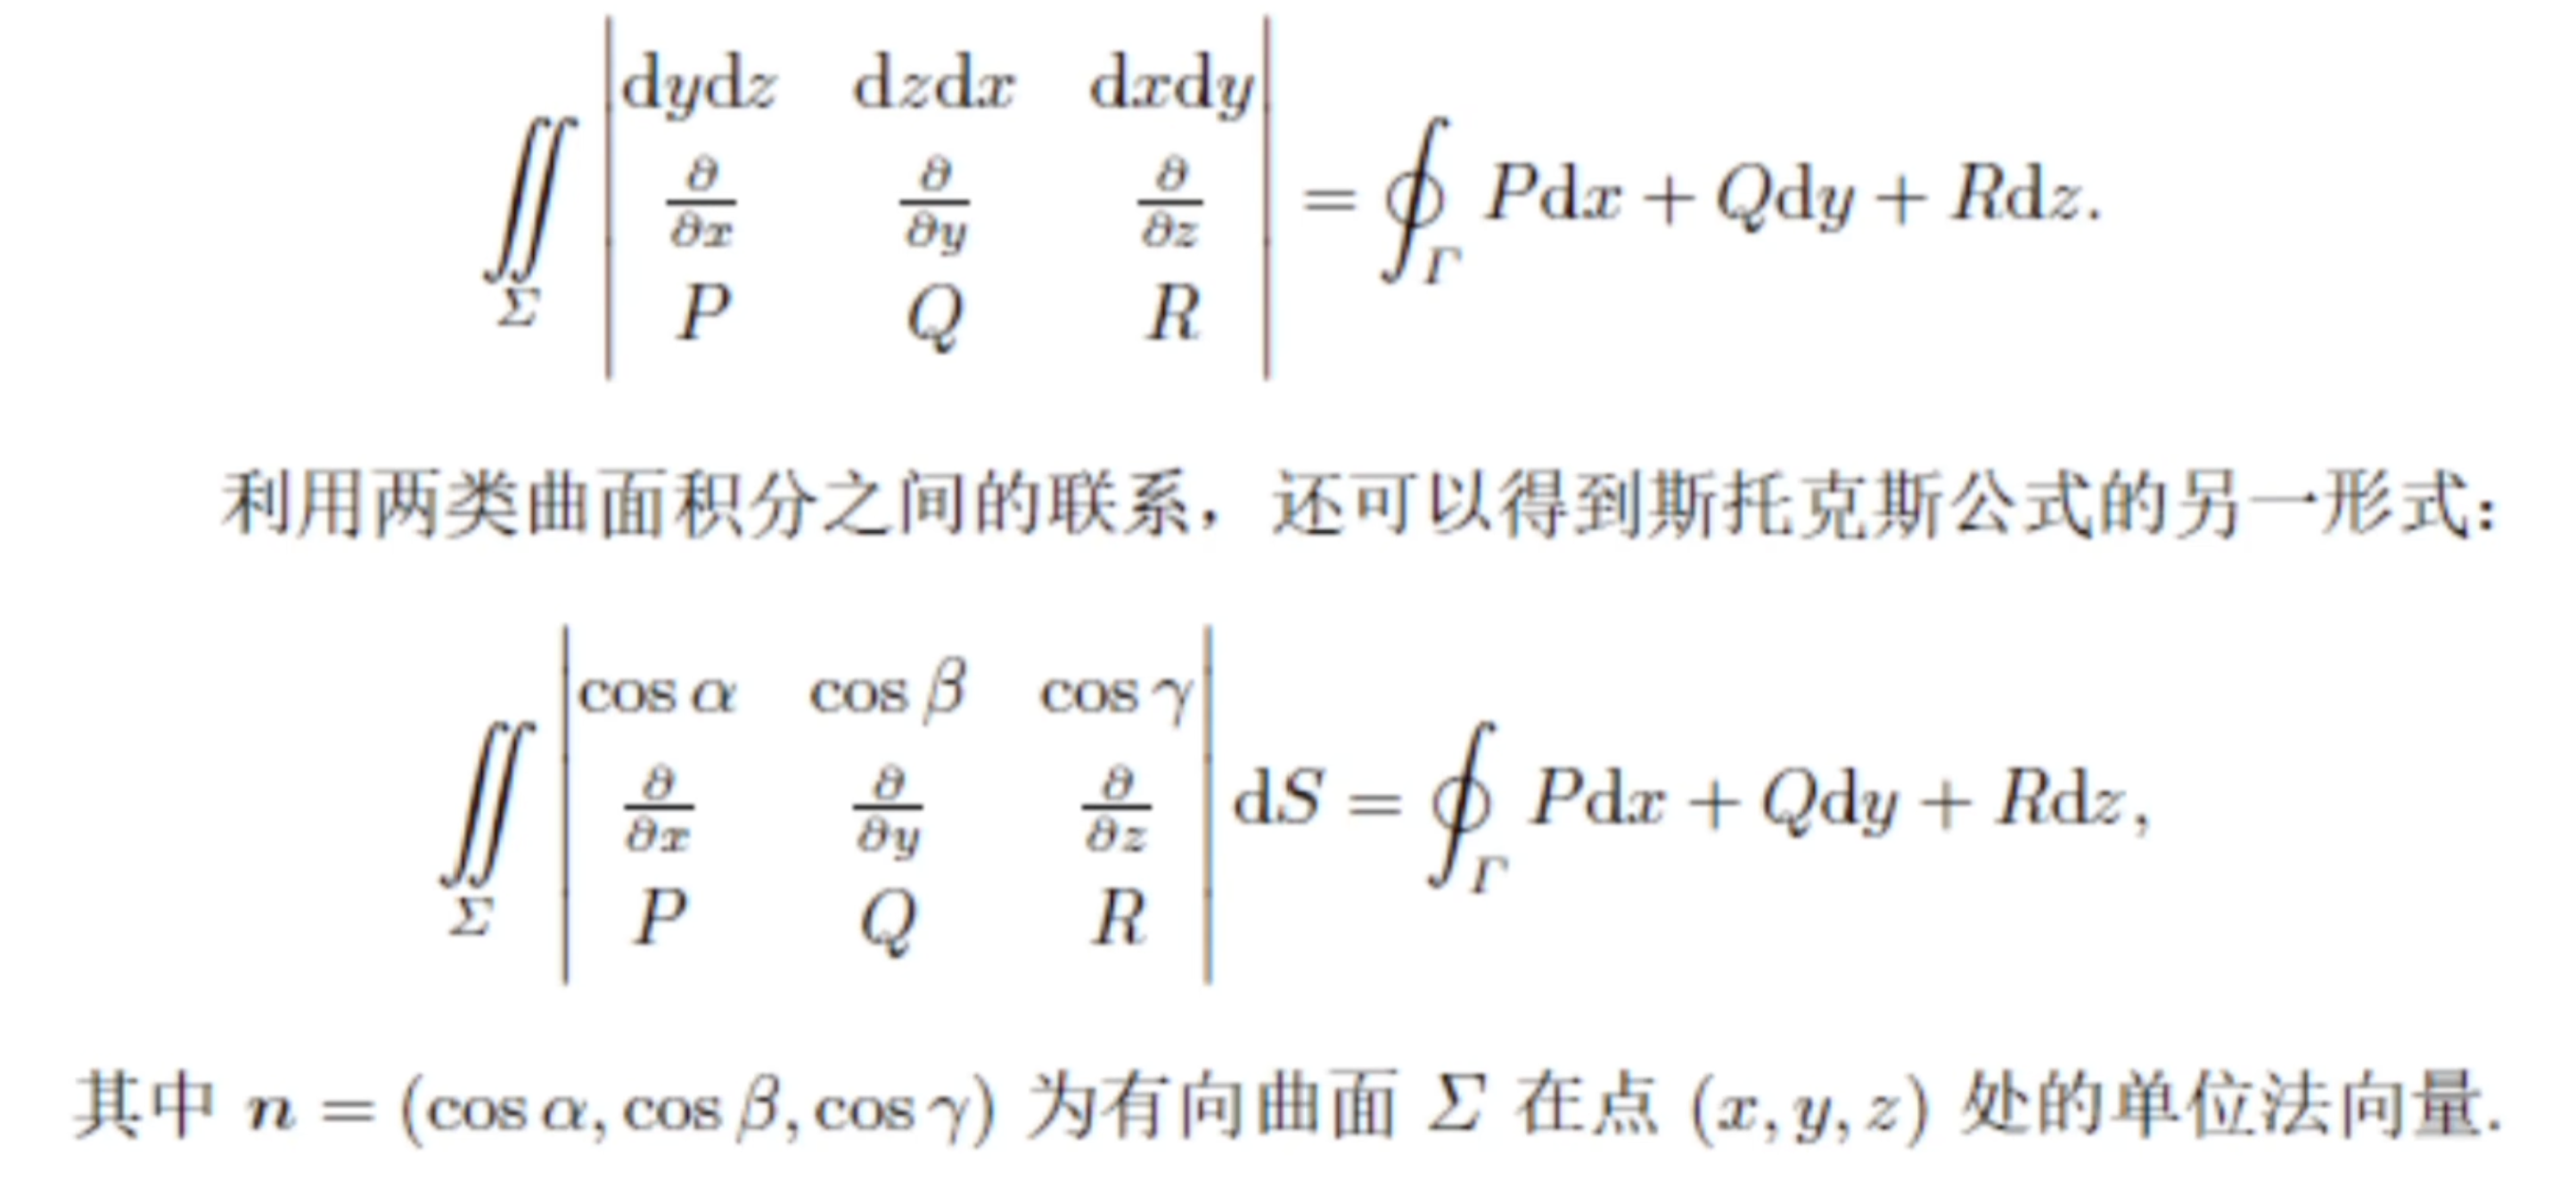 $$\iint\limits_{\Sigma} \begin{vmatrix} \mathrm{d}y\mathrm{d}z & \mathrm{d}z\mathrm{d}x & \mathrm{d}x\mathrm{d}y \\ \frac{\partial}{\partial x} & \frac{\partial}{\partial y} & \frac{\partial}{\partial z} \\ P & Q & R \end{vmatrix} = \oint_{\Gamma} P\mathrm{d}x + Q\mathrm{d}y + R\mathrm{d}z.$$
利用两类曲面积分之间的联系，还可以得到斯托克斯公式的另一形式：
$$\iint\limits_{\Sigma} \begin{vmatrix} \cos\alpha & \cos\beta & \cos\gamma \\ \frac{\partial}{\partial x} & \frac{\partial}{\partial y} & \frac{\partial}{\partial z} \\ P & Q & R \end{vmatrix} \mathrm{d}S = \oint_{\Gamma} P\mathrm{d}x + Q\mathrm{d}y + R\mathrm{d}z,$$
其中 $\boldsymbol{n} = (\cos\alpha, \cos\beta, \cos\gamma)$ 为有向曲面 $\Sigma$ 在点 $(x, y, z)$ 处的单位法向量.